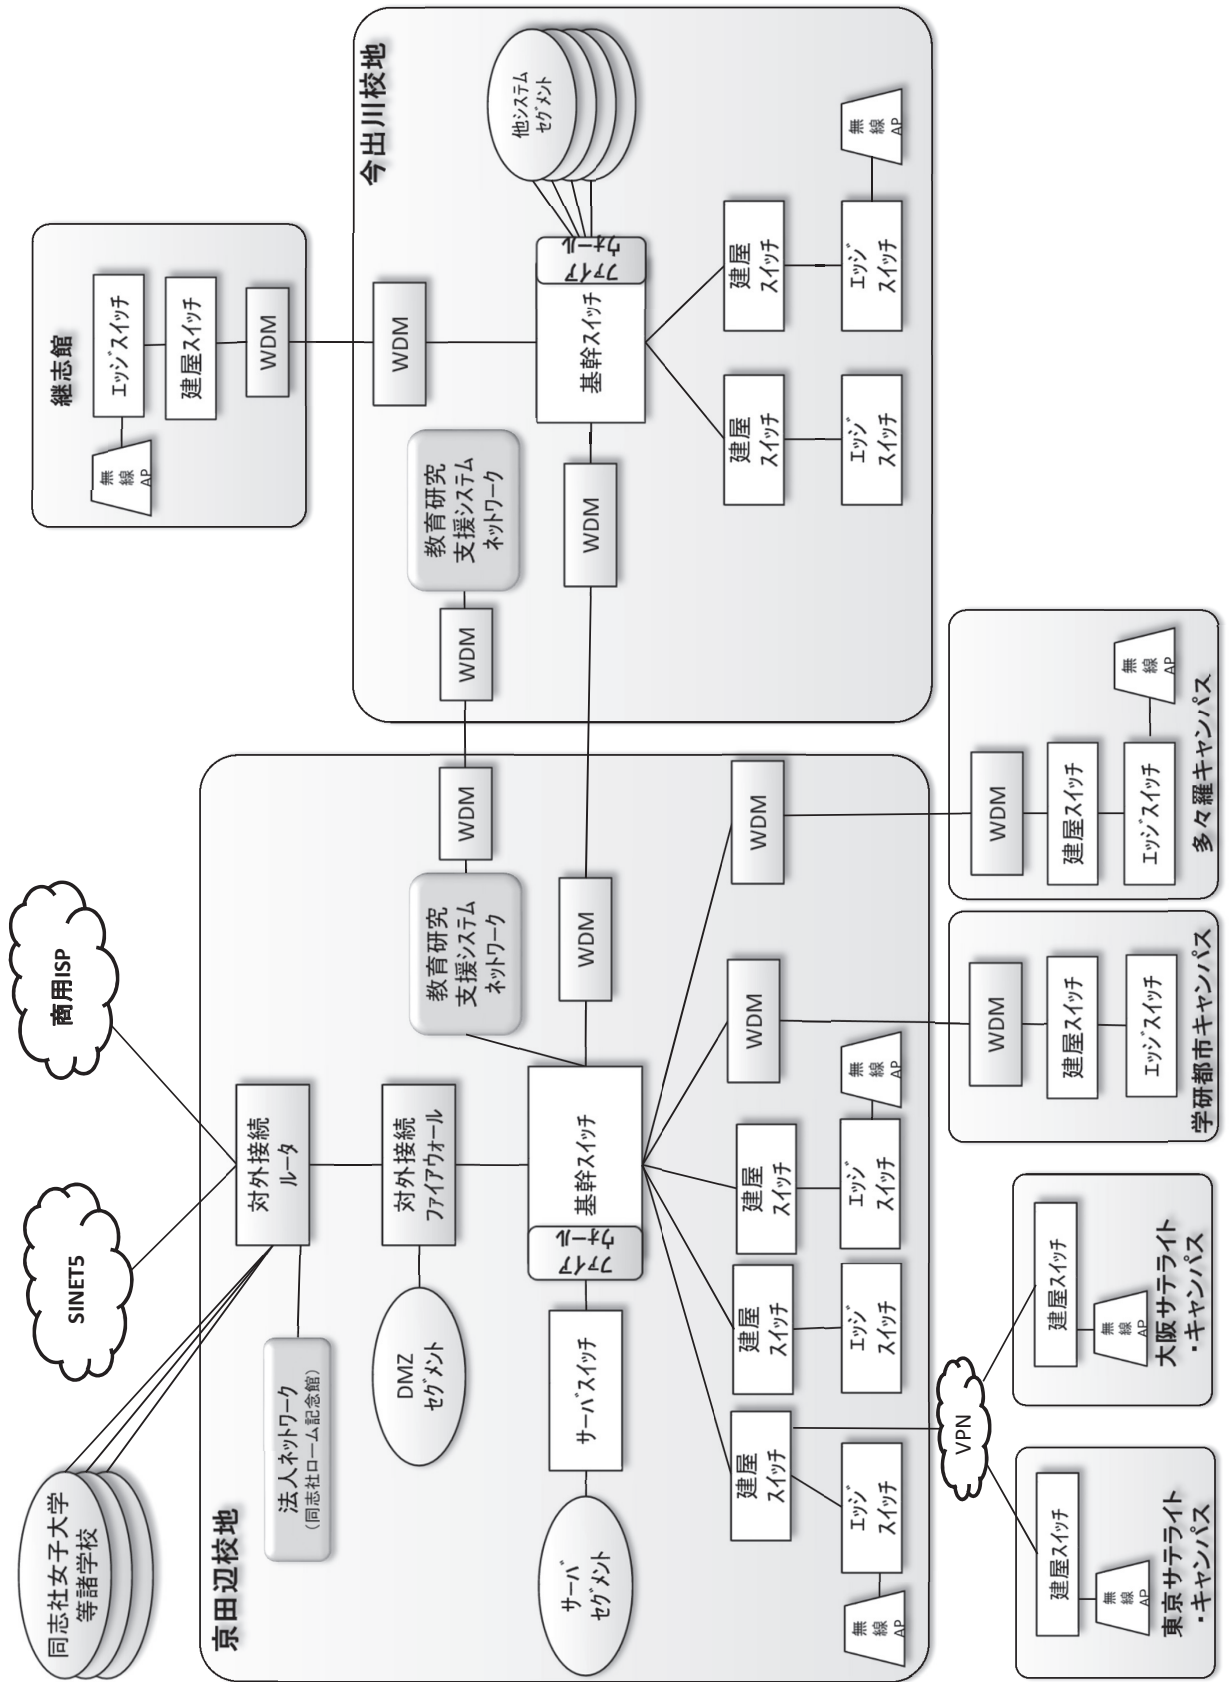 同志社女子大学
等諸学校
SINET5
商用ISP
京田辺校地
対外接続
ルータ
法人ネットワーク
(同志社ローム記念館)
対外接続
ファイアウォール
DMZ
セグメント
教育研究
支援システム
ネットワーク
WDM
基幹スイッチ
ファイア
ウォール
サーバスイッチ
サーバ
セグメント
WDM
建屋
スイッチ
建屋
スイッチ
建屋
スイッチ
WDM
WDM
エッジ
スイッチ
エッジ
スイッチ
エッジ
スイッチ
無
線
AP
無
線
AP
継志館
無
線
AP
エッジスイッチ
建屋スイッチ
WDM
今出川校地
WDM
WDM
教育研究
支援システム
ネットワーク
他システム
セグメント
WDM
基幹スイッチ
ファイア
ウォール
建屋
スイッチ
建屋
スイッチ
エッジ
スイッチ
エッジ
スイッチ
無
線
AP
VPN
建屋スイッチ
無
線
AP
東京サテライト
・キャンパス
建屋スイッチ
無
線
AP
大阪サテライト
・キャンパス
WDM
建屋スイッチ
エッジスイッチ
学研都市キャンパス
WDM
建屋スイッチ
エッジスイッチ
無
線
AP
多々羅キャンパス